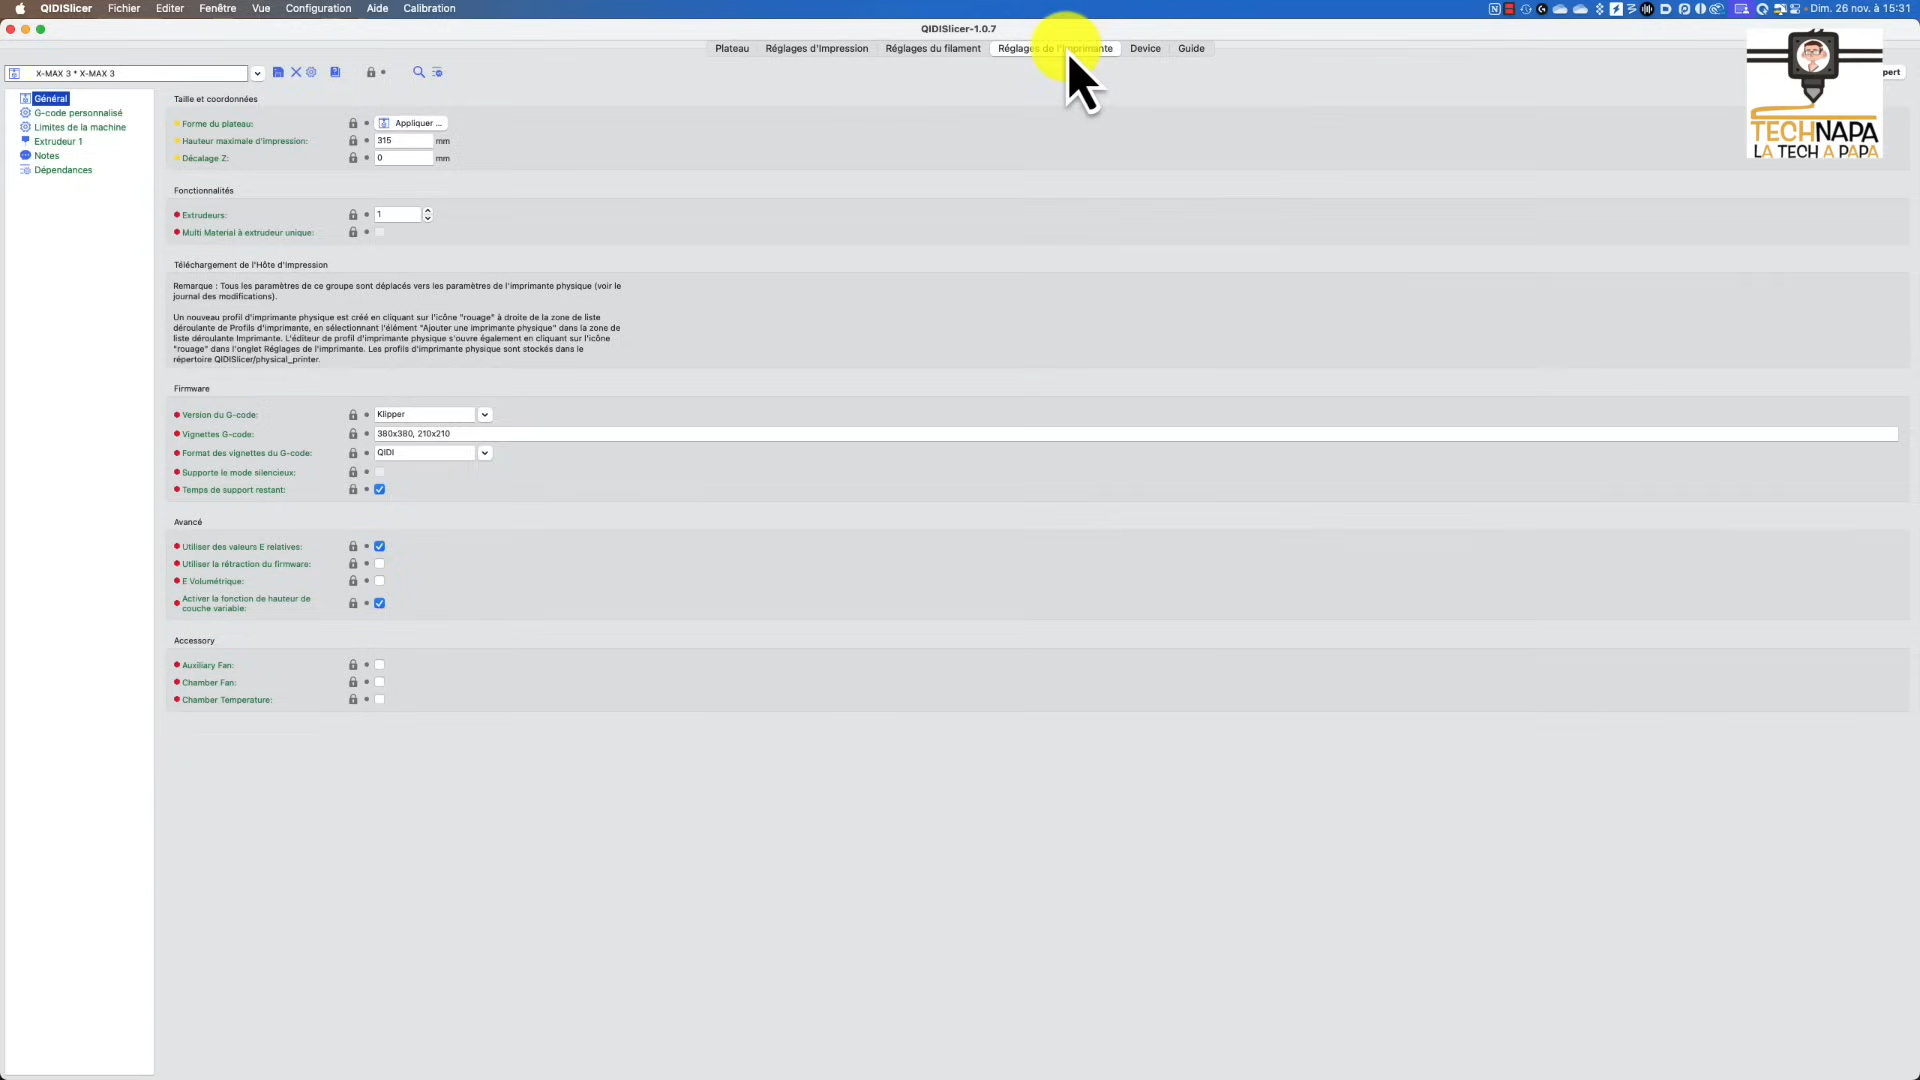 QIDISlicer Fichier Editer Fenêtre Vue Configuration Aide Calibration
Dim. 26 nov. à 15:31
QIDISlicer-1.0.7
Plateau Réglages d'Impression Réglages du filament Réglages de l'Imprimante Device Guide
X-MAX 3 * X-MAX 3
pert
TECHNAPA
LA TECH A PAPA
Général
G-code personnalisé
Limites de la machine
Extrudeur 1
Notes
Dépendances
Taille et coordonnées
Forme du plateau: Appliquer ...
Hauteur maximale d'impression: 315 mm
Décalage Z: 0 mm
Fonctionnalités
Extrudeurs: 1
Multi Material à extrudeur unique:
Téléchargement de l'Hôte d'Impression
Remarque : Tous les paramètres de ce groupe sont déplacés vers les paramètres de l'imprimante physique (voir le
journal des modifications).
Un nouveau profil d'imprimante physique est créé en cliquant sur l'icône "rouage" à droite de la zone de liste
déroulante de Profils d'imprimante, en sélectionnant l'élément "Ajouter une imprimante physique" dans la zone de
liste déroulante Imprimante. L'éditeur de profil d'imprimante physique s'ouvre également en cliquant sur l'icône
"rouage" dans l'onglet Réglages de l'imprimante. Les profils d'imprimante physique sont stockés dans le
répertoire QIDISlicer/physical_printer.
Firmware
Version du G-code: Klipper
Vignettes G-code: 380x380, 210x210
Format des vignettes du G-code: QIDI
Supporte le mode silencieux:
Temps de support restant:
Avancé
Utiliser des valeurs E relatives:
Utiliser la rétraction du firmware:
E Volumétrique:
Activer la fonction de hauteur de
couche variable:
Accessory
Auxiliary Fan:
Chamber Fan:
Chamber Temperature: